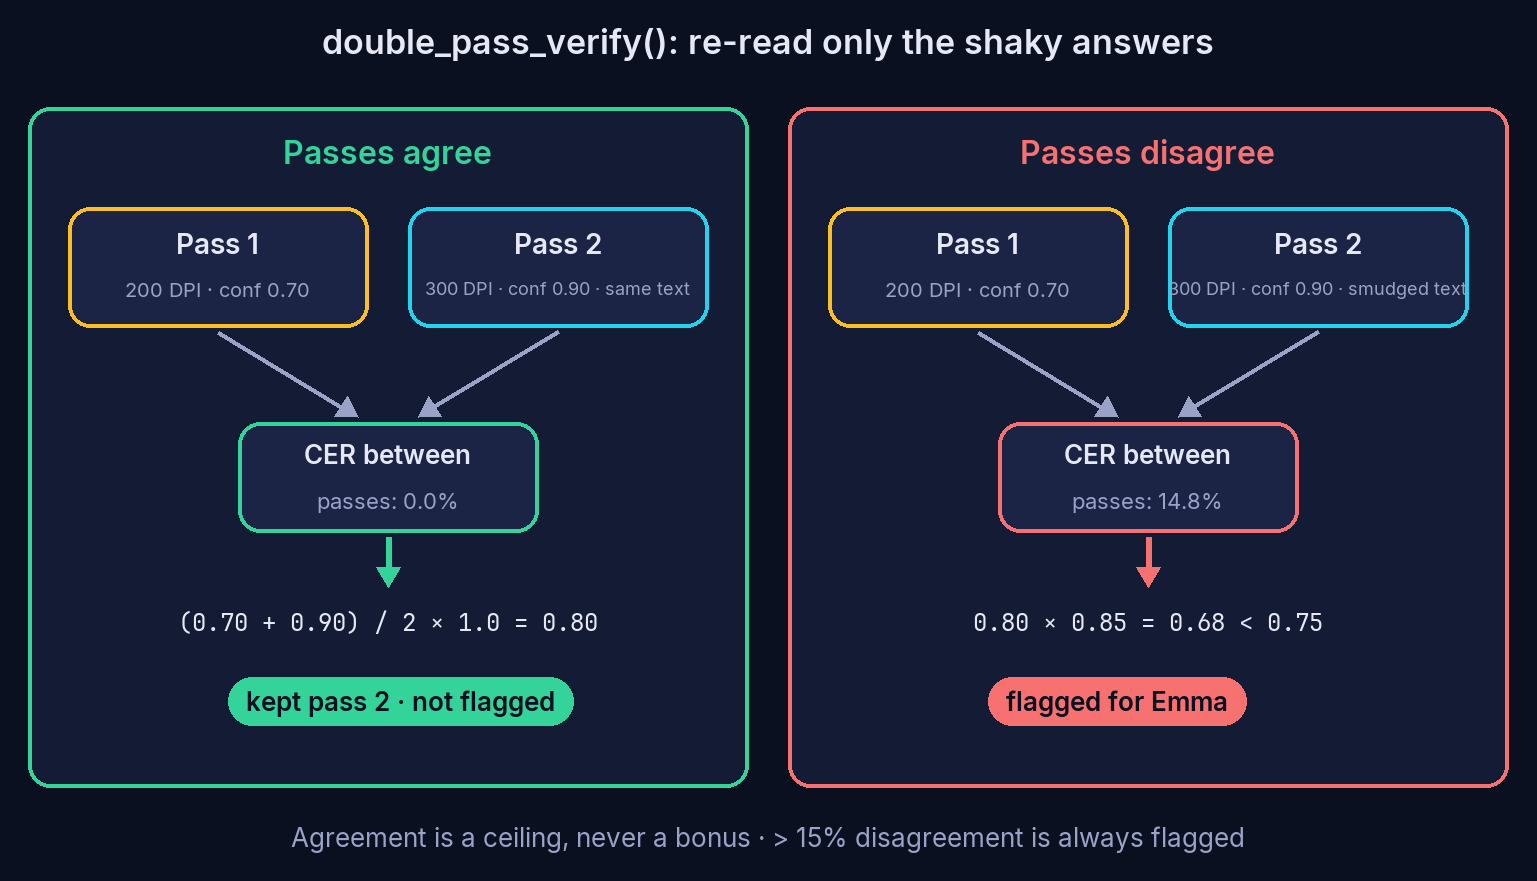 double_pass_verify(): re-read only the shaky answers
Passes agree
Pass 1
200 DPI · conf 0.70
Pass 2
300 DPI · conf 0.90 · same text
CER between
passes: 0.0%
(0.70 + 0.90) / 2 × 1.0 = 0.80
kept pass 2 · not flagged
Passes disagree
Pass 1
200 DPI · conf 0.70
Pass 2
300 DPI · conf 0.90 · smudged text
CER between
passes: 14.8%
0.80 × 0.85 = 0.68 < 0.75
flagged for Emma
Agreement is a ceiling, never a bonus · > 15% disagreement is always flagged